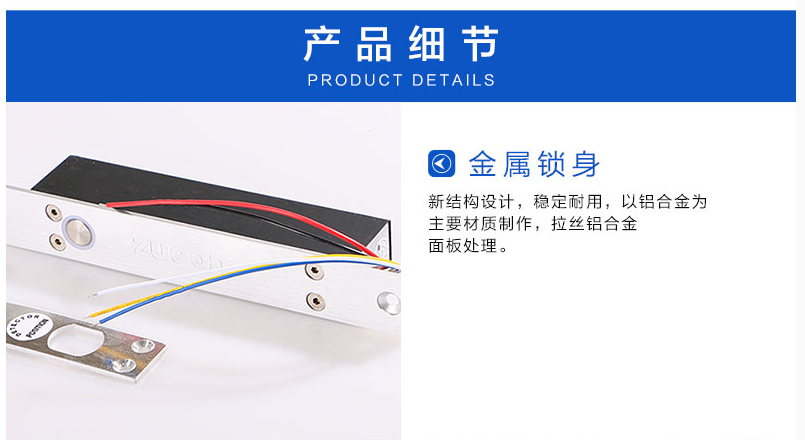 产品细节
PRODUCT DETAILS
金属锁身
新结构设计，稳定耐用，以铝合金为
主要材质制作，拉丝铝合金
面板处理。
DETECTOR
POSITION